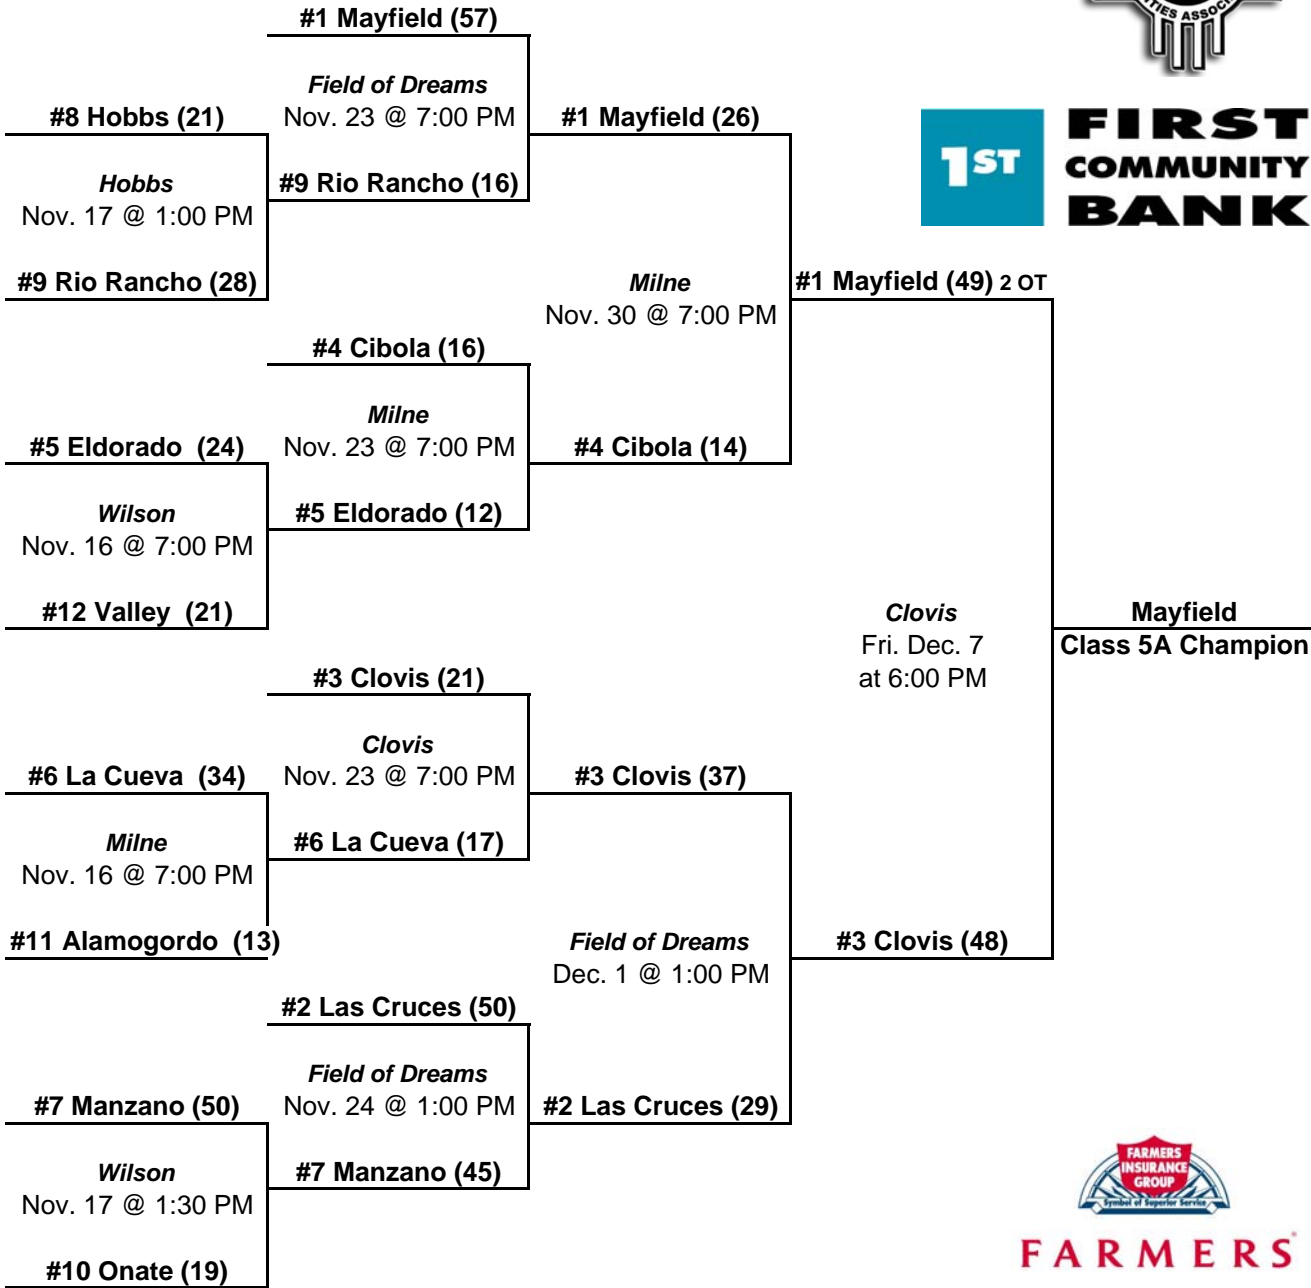 #1 Mayfield (57)
Field of Dreams
Nov. 23 @ 7:00 PM
#8 Hobbs (21)
#1 Mayfield (26)
Hobbs
Nov. 17 @ 1:00 PM
#9 Rio Rancho (16)
#9 Rio Rancho (28)
Milne
Nov. 30 @ 7:00 PM
#1 Mayfield (49) 2 OT
#4 Cibola (16)
Milne
Nov. 23 @ 7:00 PM
#5 Eldorado (24)
#4 Cibola (14)
Wilson
Nov. 16 @ 7:00 PM
#5 Eldorado (12)
#12 Valley (21)
Clovis
Fri. Dec. 7
at 6:00 PM
Mayfield
Class 5A Champion
#3 Clovis (21)
Clovis
Nov. 23 @ 7:00 PM
#6 La Cueva (34)
#3 Clovis (37)
Milne
Nov. 16 @ 7:00 PM
#6 La Cueva (17)
#11 Alamogordo (13)
Field of Dreams
Dec. 1 @ 1:00 PM
#3 Clovis (48)
#2 Las Cruces (50)
Field of Dreams
Nov. 24 @ 1:00 PM
#7 Manzano (50)
#2 Las Cruces (29)
Wilson
Nov. 17 @ 1:30 PM
#7 Manzano (45)
#10 Onate (19)
1ST
FIRST
COMMUNITY
BANK
FARMERS
INSURANCE
GROUP
Symbol of Superior Service
FARMERS